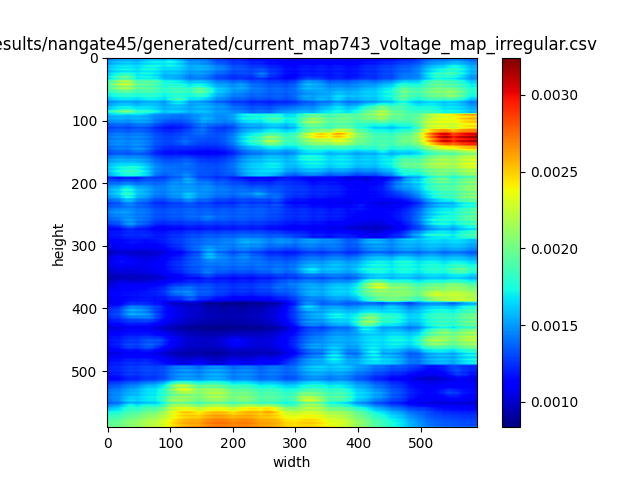 esults/nangate45/generated/current_map743_voltage_map_irregular.csv
0
100
200
300
400
500
height
0 100 200 300 400 500
width
0.0030
0.0025
0.0020
0.0015
0.0010